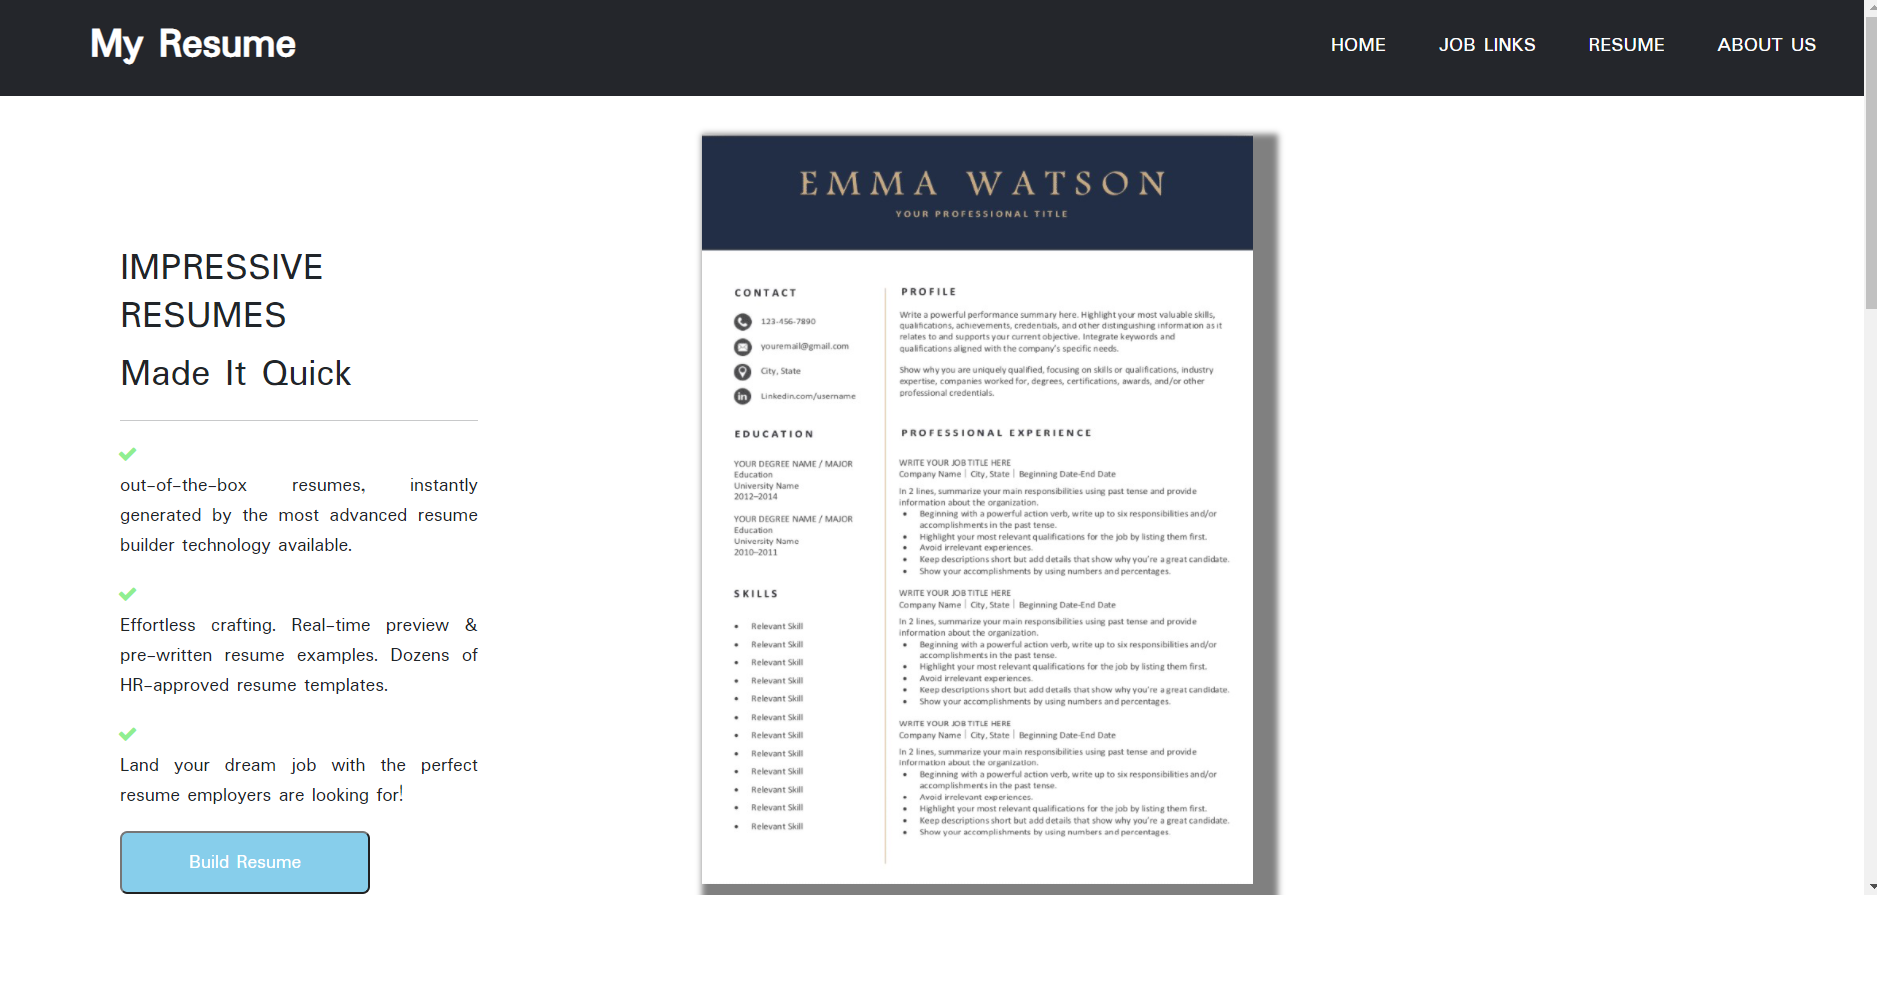 My Resume
HOME JOB LINKS RESUME ABOUT US
IMPRESSIVE
RESUMES
Made It Quick
out-of-the-box resumes, instantly
generated by the most advanced resume
builder technology available.
Effortless crafting. Real-time preview &
pre-written resume examples. Dozens of
HR-approved resume templates.
Land your dream job with the perfect
resume employers are looking for!
Build Resume
EMMA WATSON
YOUR PROFESSIONAL TITLE
CONTACT
123-456-7890
youremail@gmail.com
City, State
Linkedin.com/username
EDUCATION
YOUR DEGREE NAME / MAJOR
Education
University Name
2012–2014
YOUR DEGREE NAME / MAJOR
Education
University Name
2010–2011
SKILLS
• Relevant Skill
• Relevant Skill
• Relevant Skill
• Relevant Skill
• Relevant Skill
• Relevant Skill
• Relevant Skill
• Relevant Skill
• Relevant Skill
• Relevant Skill
• Relevant Skill
• Relevant Skill
PROFILE
Write a powerful performance summary here. Highlight your most valuable skills,
qualifications, achievements, credentials, and other distinguishing information as it
relates to and supports your current objective. Integrate keywords and
qualifications aligned with the company's specific needs.
Show why you are uniquely qualified, focusing on skills or qualifications, industry
expertise, companies worked for, degrees, certifications, awards, and/or other
professional credentials.
PROFESSIONAL EXPERIENCE
WRITE YOUR JOB TITLE HERE
Company Name | City, State | Beginning Date-End Date
In 2 lines, summarize your main responsibilities using past tense and provide
information about the organization.
• Beginning with a powerful action verb, write up to six responsibilities and/or
accomplishments in the past tense.
• Highlight your most relevant qualifications for the job by listing them first.
• Avoid irrelevant experiences.
• Keep descriptions short but add details that show why you're a great candidate.
• Show your accomplishments by using numbers and percentages.
WRITE YOUR JOB TITLE HERE
Company Name | City, State | Beginning Date-End Date
In 2 lines, summarize your main responsibilities using past tense and provide
information about the organization.
• Beginning with a powerful action verb, write up to six responsibilities and/or
accomplishments in the past tense.
• Highlight your most relevant qualifications for the job by listing them first.
• Avoid irrelevant experiences.
• Keep descriptions short but add details that show why you're a great candidate.
• Show your accomplishments by using numbers and percentages.
WRITE YOUR JOB TITLE HERE
Company Name | City, State | Beginning Date-End Date
In 2 lines, summarize your main responsibilities using past tense and provide
information about the organization.
• Beginning with a powerful action verb, write up to six responsibilities and/or
accomplishments in the past tense.
• Avoid irrelevant experiences.
• Highlight your most relevant qualifications for the job by listing them first.
• Keep descriptions short but add details that show why you're a great candidate.
• Show your accomplishments by using numbers and percentages.